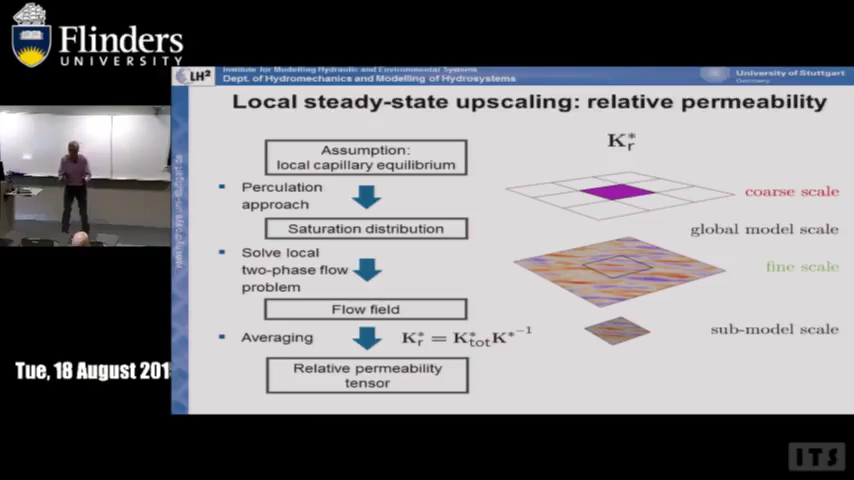 Flinders
UNIVERSITY
LH²
Institute for Modelling Hydraulic and Environmental Systems
Dept. of Hydromechanics and Modelling of Hydrosystems
University of Stuttgart
Germany
Local steady-state upscaling: relative permeability
Assumption:
local capillary equilibrium
▪ Perculation
approach
Saturation distribution
▪ Solve local
two-phase flow
problem
Flow field
▪ Averaging
K*r = K*tot K*⁻¹
Relative permeability
tensor
K*r
coarse scale
global model scale
fine scale
sub-model scale
Tue, 18 August 201
ITS